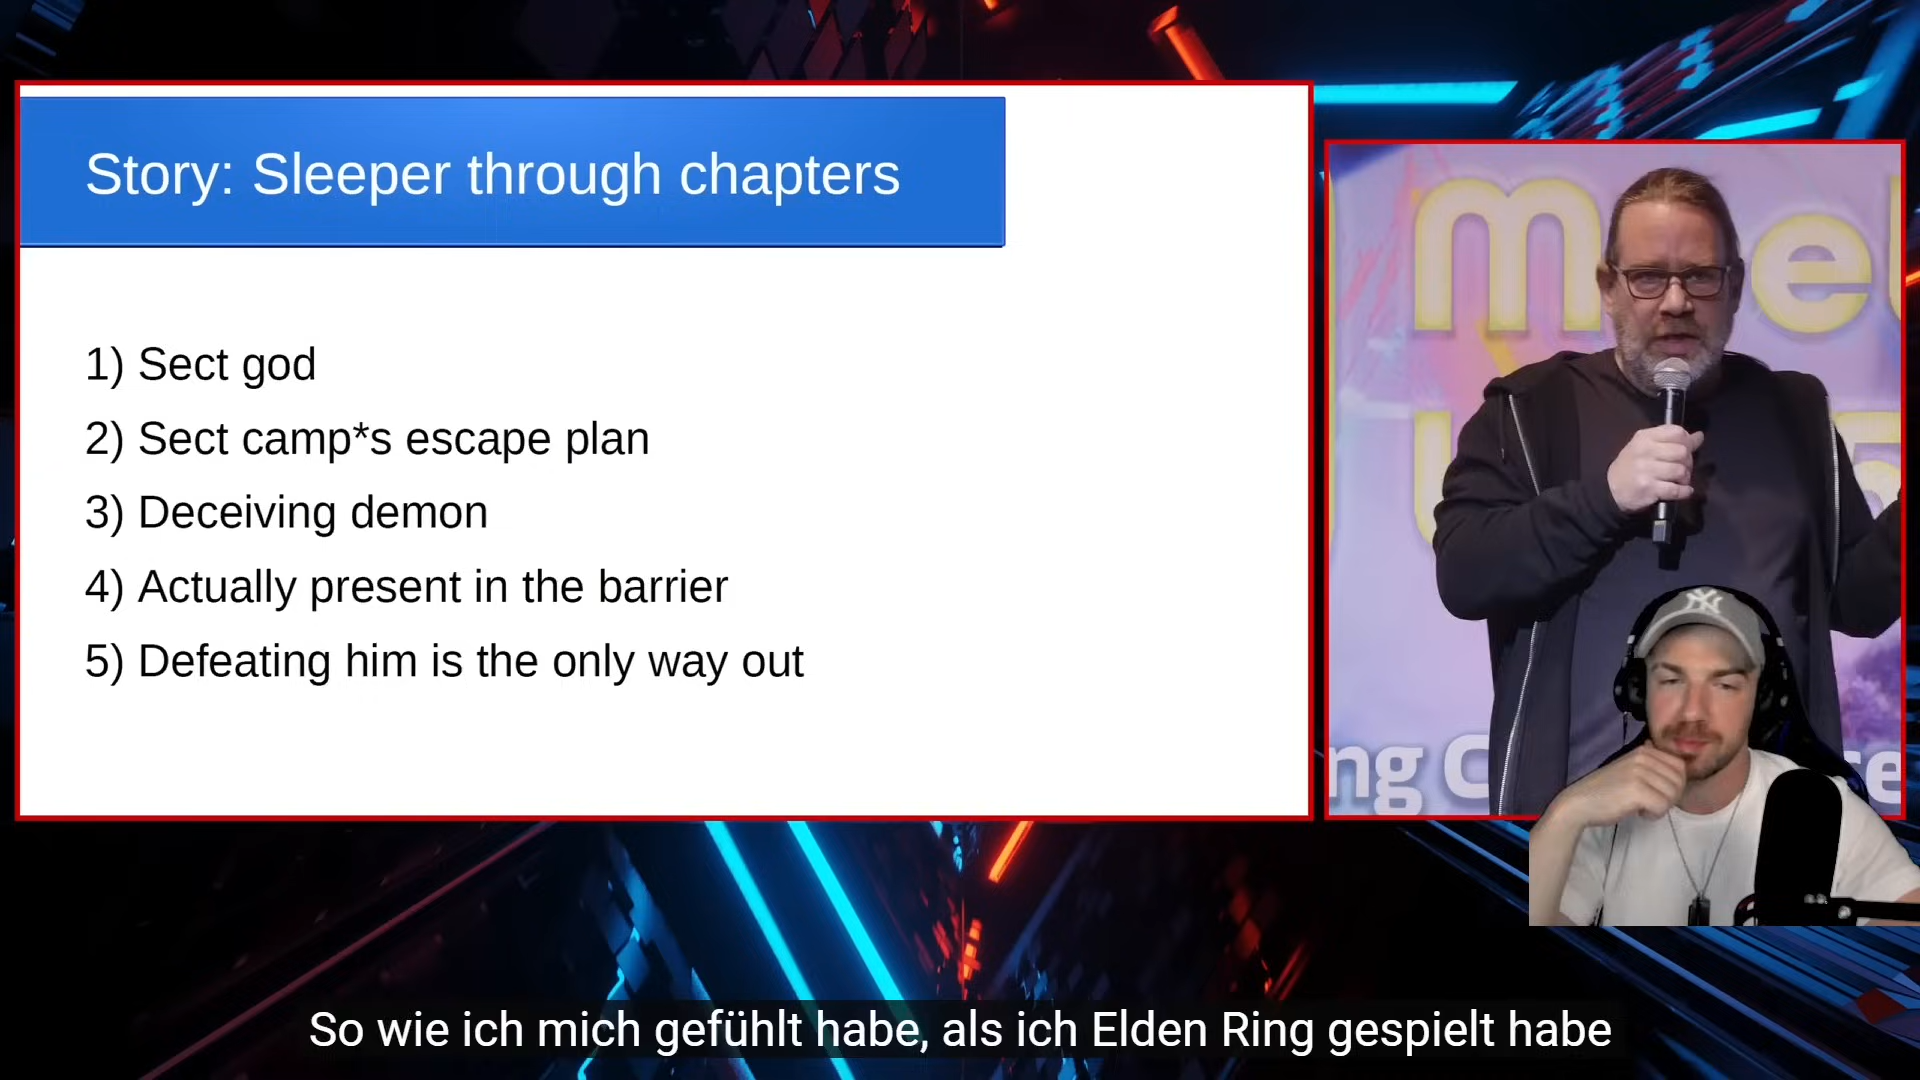 Story: Sleeper through chapters
1) Sect god
2) Sect camp*s escape plan
3) Deceiving demon
4) Actually present in the barrier
5) Defeating him is the only way out
NY
So wie ich mich gefühlt habe, als ich Elden Ring gespielt habe